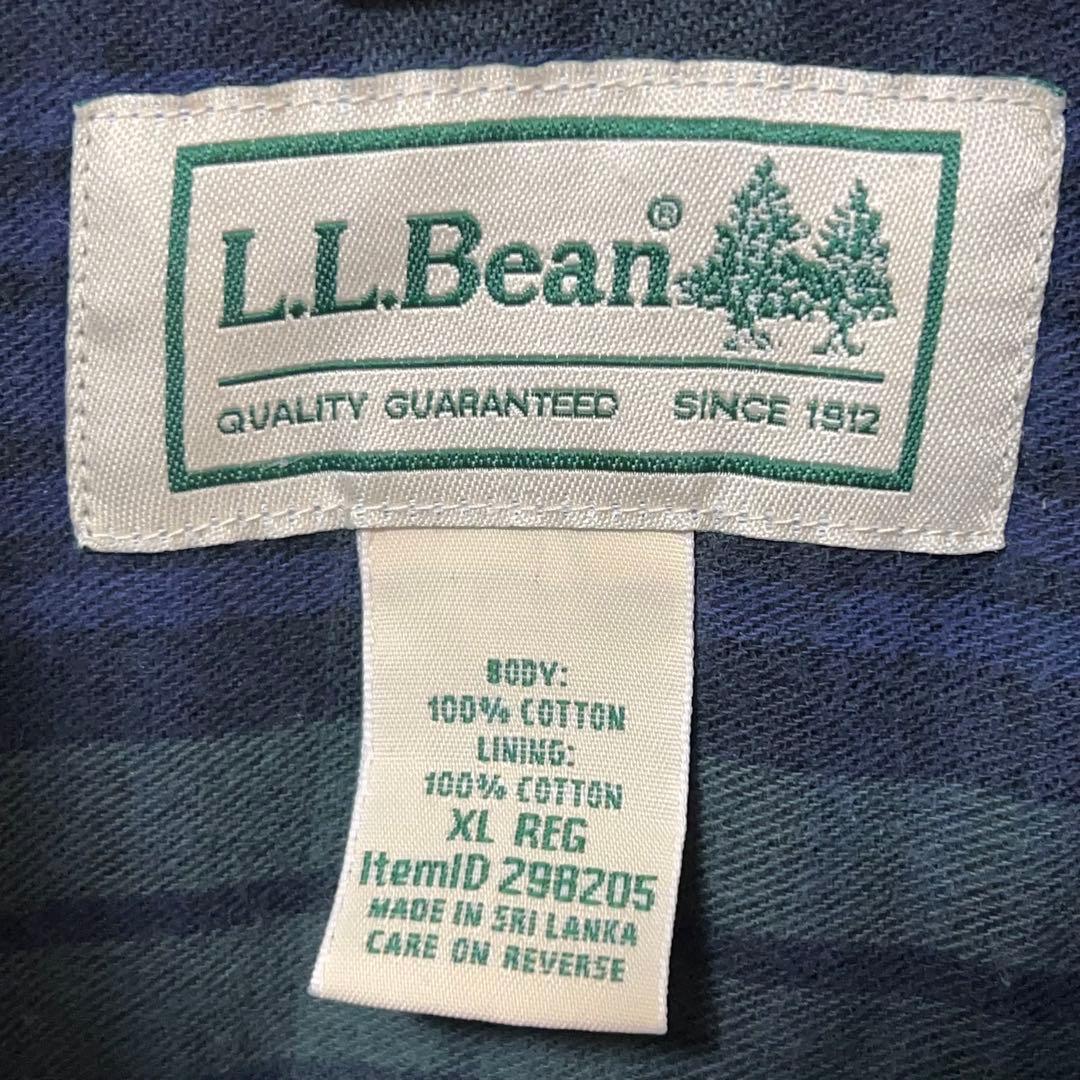 L.L.Bean®
QUALITY GUARANTEED SINCE 1912
BODY:
100% COTTON
LINING:
100% COTTON
XL REG
ItemID 298205
MADE IN SRI LANKA
CARE ON REVERSE